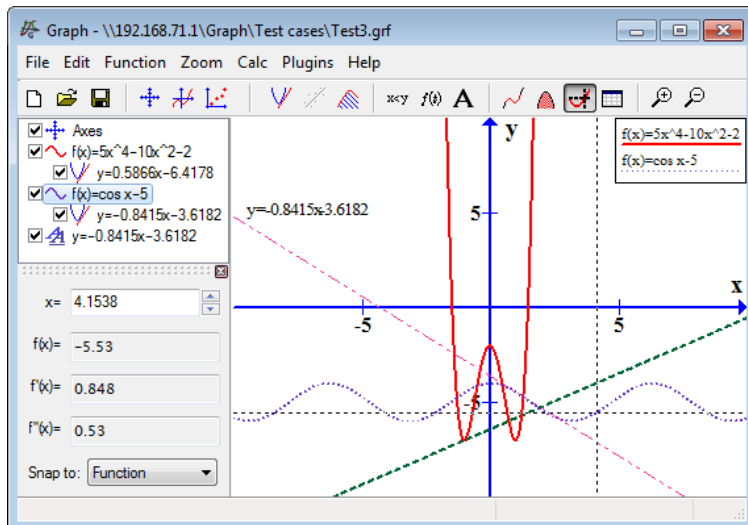 Graph - \\192.168.71.1\Graph\Test cases\Test3.grf
File Edit Function Zoom Calc Plugins Help
x<y f(x) A
Axes
f(x)=5x^4-10x^2-2
y=0.5866x-6.4178
f(x)=cos x-5
y=-0.8415x-3.6182
y=-0.8415x-3.6182
x= 4.1538
f(x)= -5.53
f'(x)= 0.848
f''(x)= 0.53
Snap to: Function
y
f(x)=5x^4-10x^2-2
f(x)=cos x-5
y=-0.8415x-3.6182
5
x
-5
5
-5